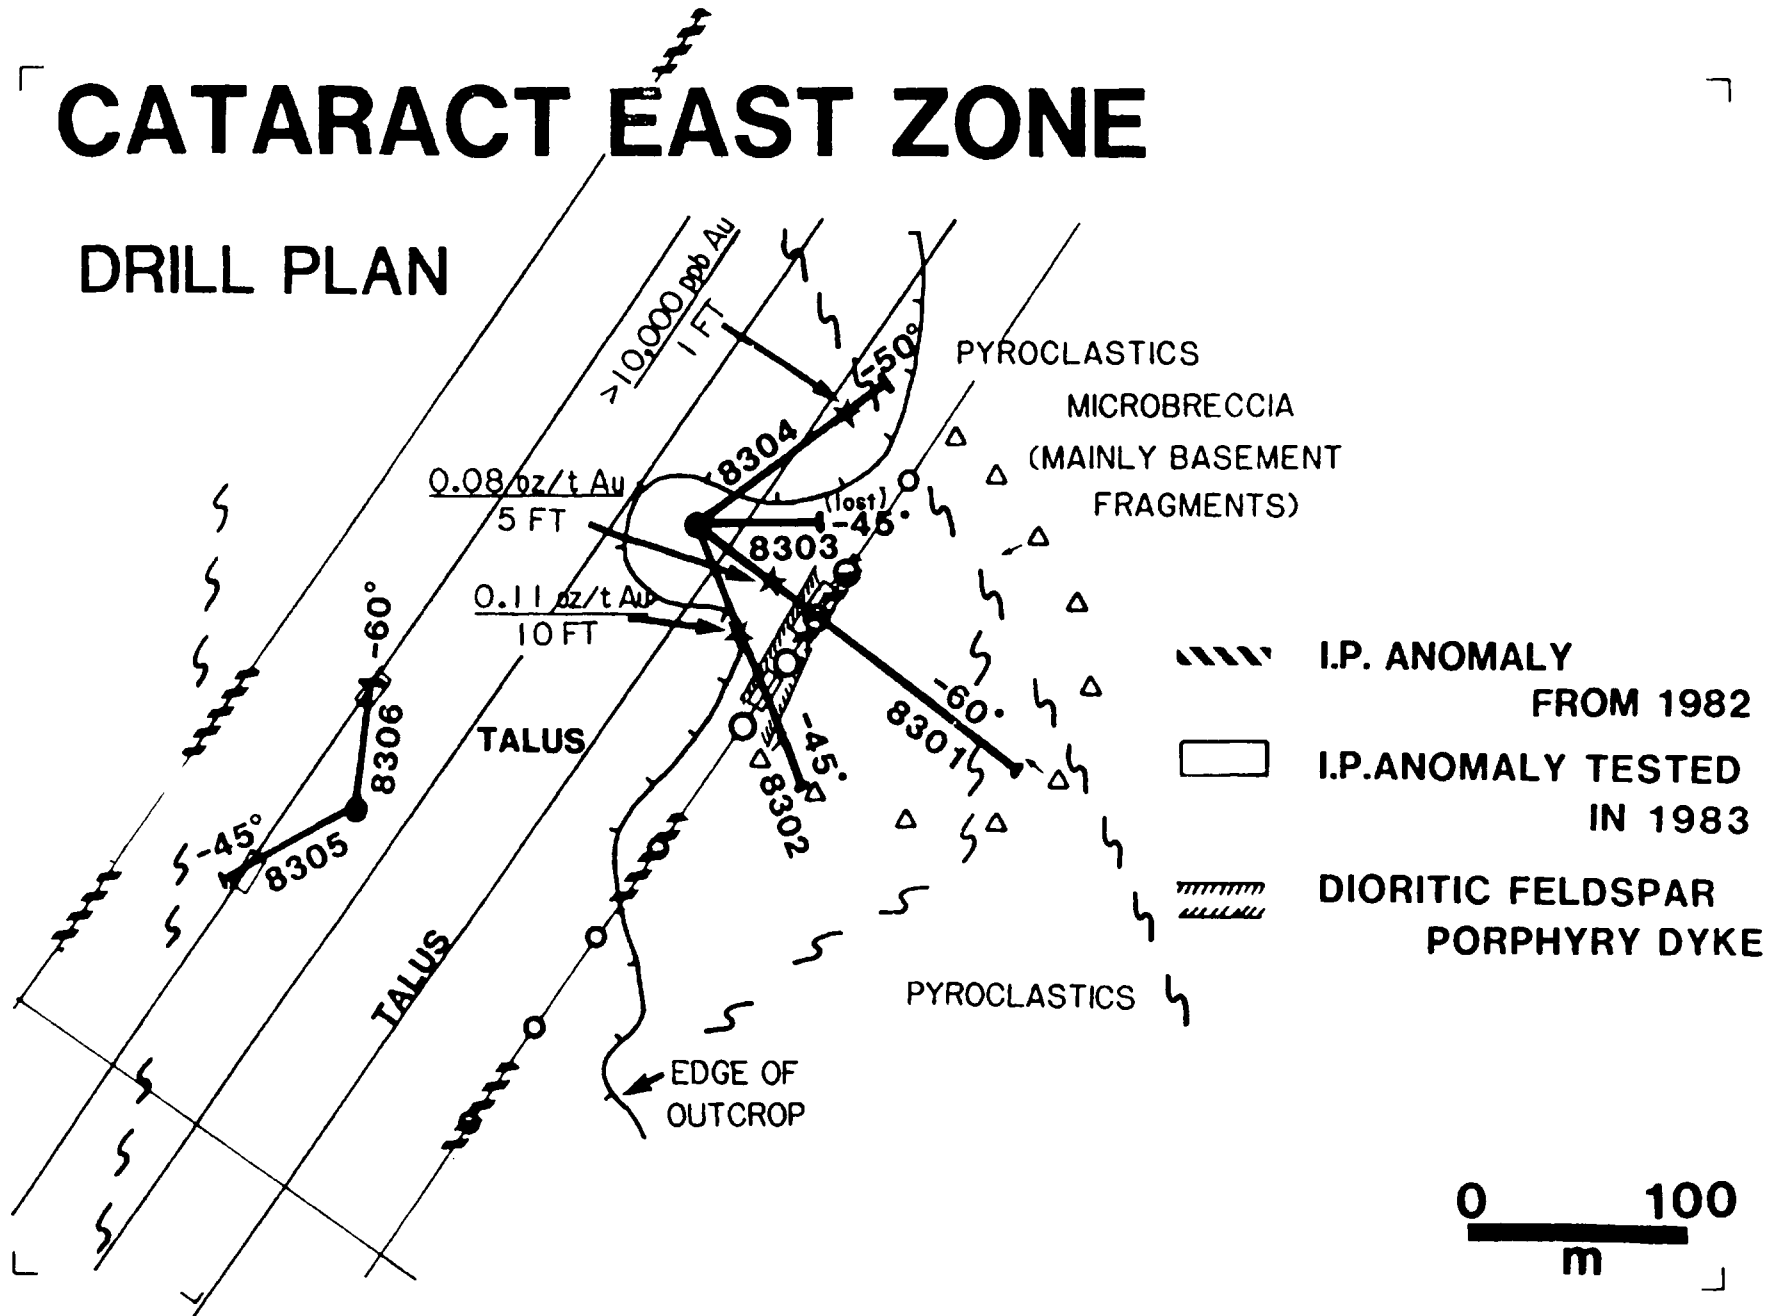 CATARACT EAST ZONE
DRILL PLAN
>10,000 ppb Au
1 FT
-50°
PYROCLASTICS
MICROBRECCIA
(MAINLY BASEMENT
FRAGMENTS)
8304
0.08 oz/t Au
5 FT
(lost)
-45°
8303
0.11 oz/t Au
10 FT
-60°
8306
-45°
8305
TALUS
TALUS
-60°
8301
-45°
8302
I.P. ANOMALY
FROM 1982
I.P. ANOMALY TESTED
IN 1983
DIORITIC FELDSPAR
PORPHYRY DYKE
PYROCLASTICS
EDGE OF
OUTCROP
0 100
m